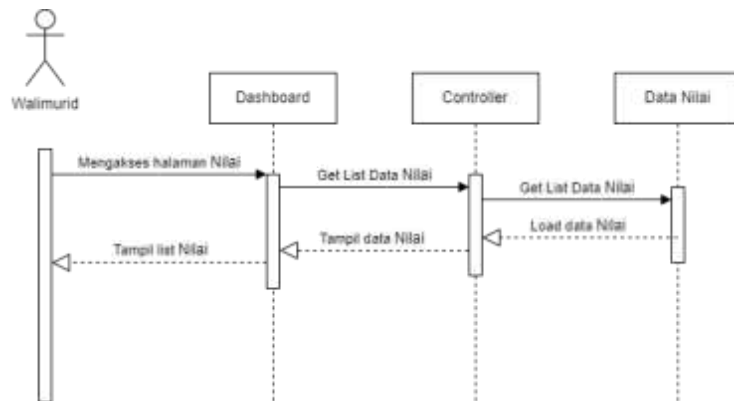 Walimurid
Dashboard
Controller
Data Nilai
Mengakses halaman Nilai
Get List Data Nilai
Get List Data Nilai
Load data Nilai
Tampil data Nilai
Tampil list Nilai